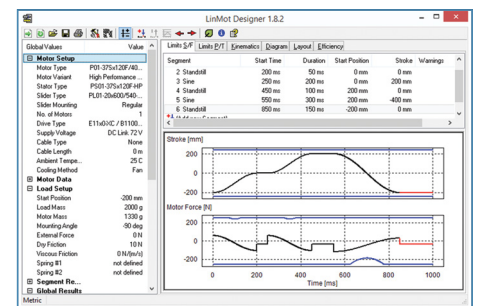 LinMot Designer 1.8.2
Global Values Value
Motor Setup
Motor Type P01-37Sx120F/40...
Motor Variant High Performance ...
Stator Type PS01-37Sx120F-HP
Slider Type PL01-20x600/540-...
Slider Mounting Regular
No. of Motors 1
Drive Type E11x0-VC / B1100...
Supply Voltage DC Link 72 V
Cable Type None
Cable Length 0 m
Ambient Tempe... 25 C
Cooling Method Fan
Motor Data
Load Setup
Start Position -200 mm
Load Mass 2000 g
Motor Mass 1330 g
Mounting Angle -90 deg
External Force 0 N
Dry Friction 10 N
Viscous Friction 0 N/(m/s)
Spring #1 not defined
Spring #2 not defined
Segment Re...
Global Results
Metric
Limits S/F Limits P/T Kinematics Diagram Layout Efficiency
Segment Start Time Duration Start Position Stroke Warnings
2 Standstill 200 ms 50 ms 0 mm 0 mm
3 Sine 250 ms 200 ms 0 mm 200 mm
4 Standstill 450 ms 100 ms 200 mm 0 mm
5 Sine 550 ms 300 ms 200 mm -400 mm
6 Standstill 850 ms 150 ms -200 mm 0 mm
Stroke [mm]
200
0
-200
Motor Force [N]
200
0
-200
0 200 400 600 800 1000
Time [ms]